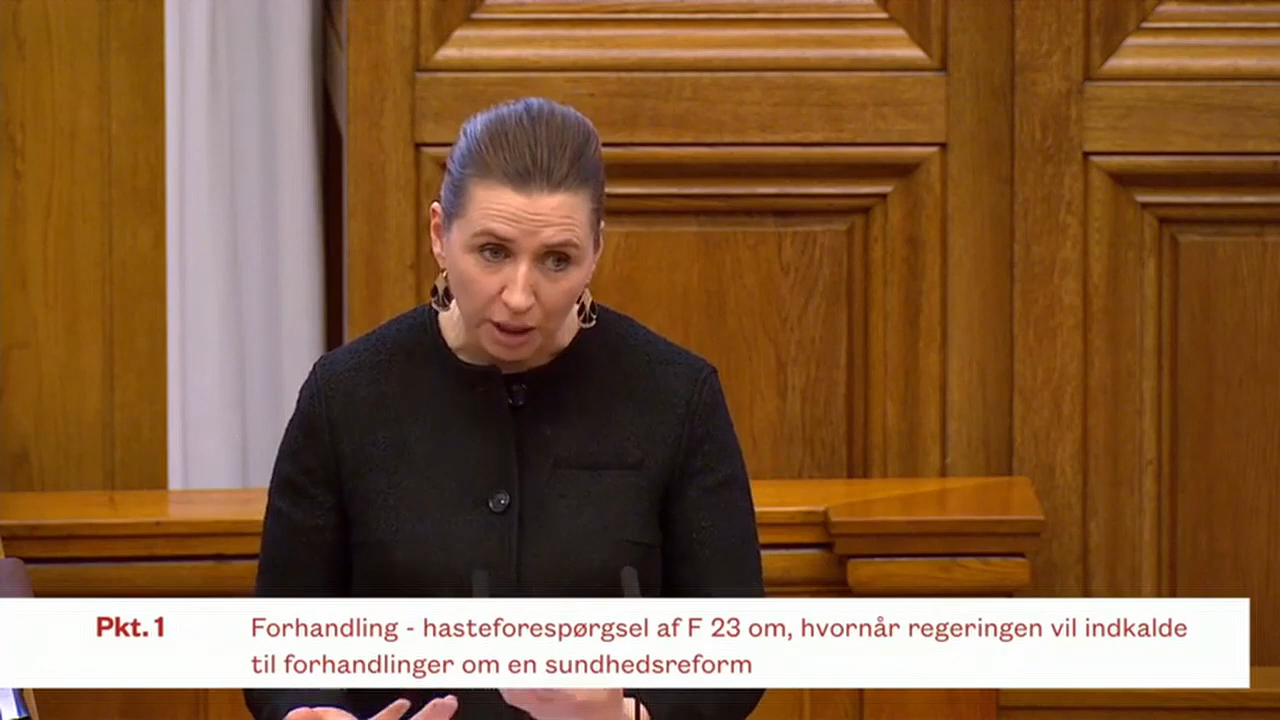 Pkt. 1
Forhandling - hasteforespørgsel af F 23 om, hvornår regeringen vil indkalde
til forhandlinger om en sundhedsreform